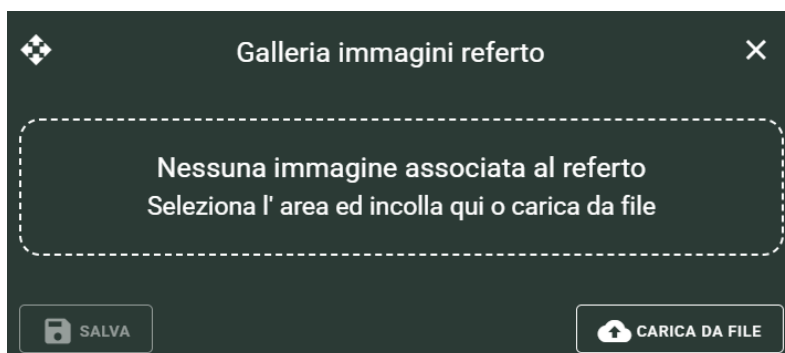 Galleria immagini referto
Nessuna immagine associata al referto
Seleziona l' area ed incolla qui o carica da file
SALVA
CARICA DA FILE